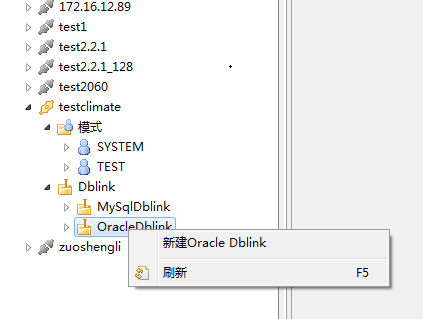 172.16.12.89
test1
test2.2.1
test2.2.1_128
test2060
testclimate
模式
SYSTEM
TEST
Dblink
MySqlDblink
OracleDblink
zuoshengli
新建Oracle Dblink
刷新 F5